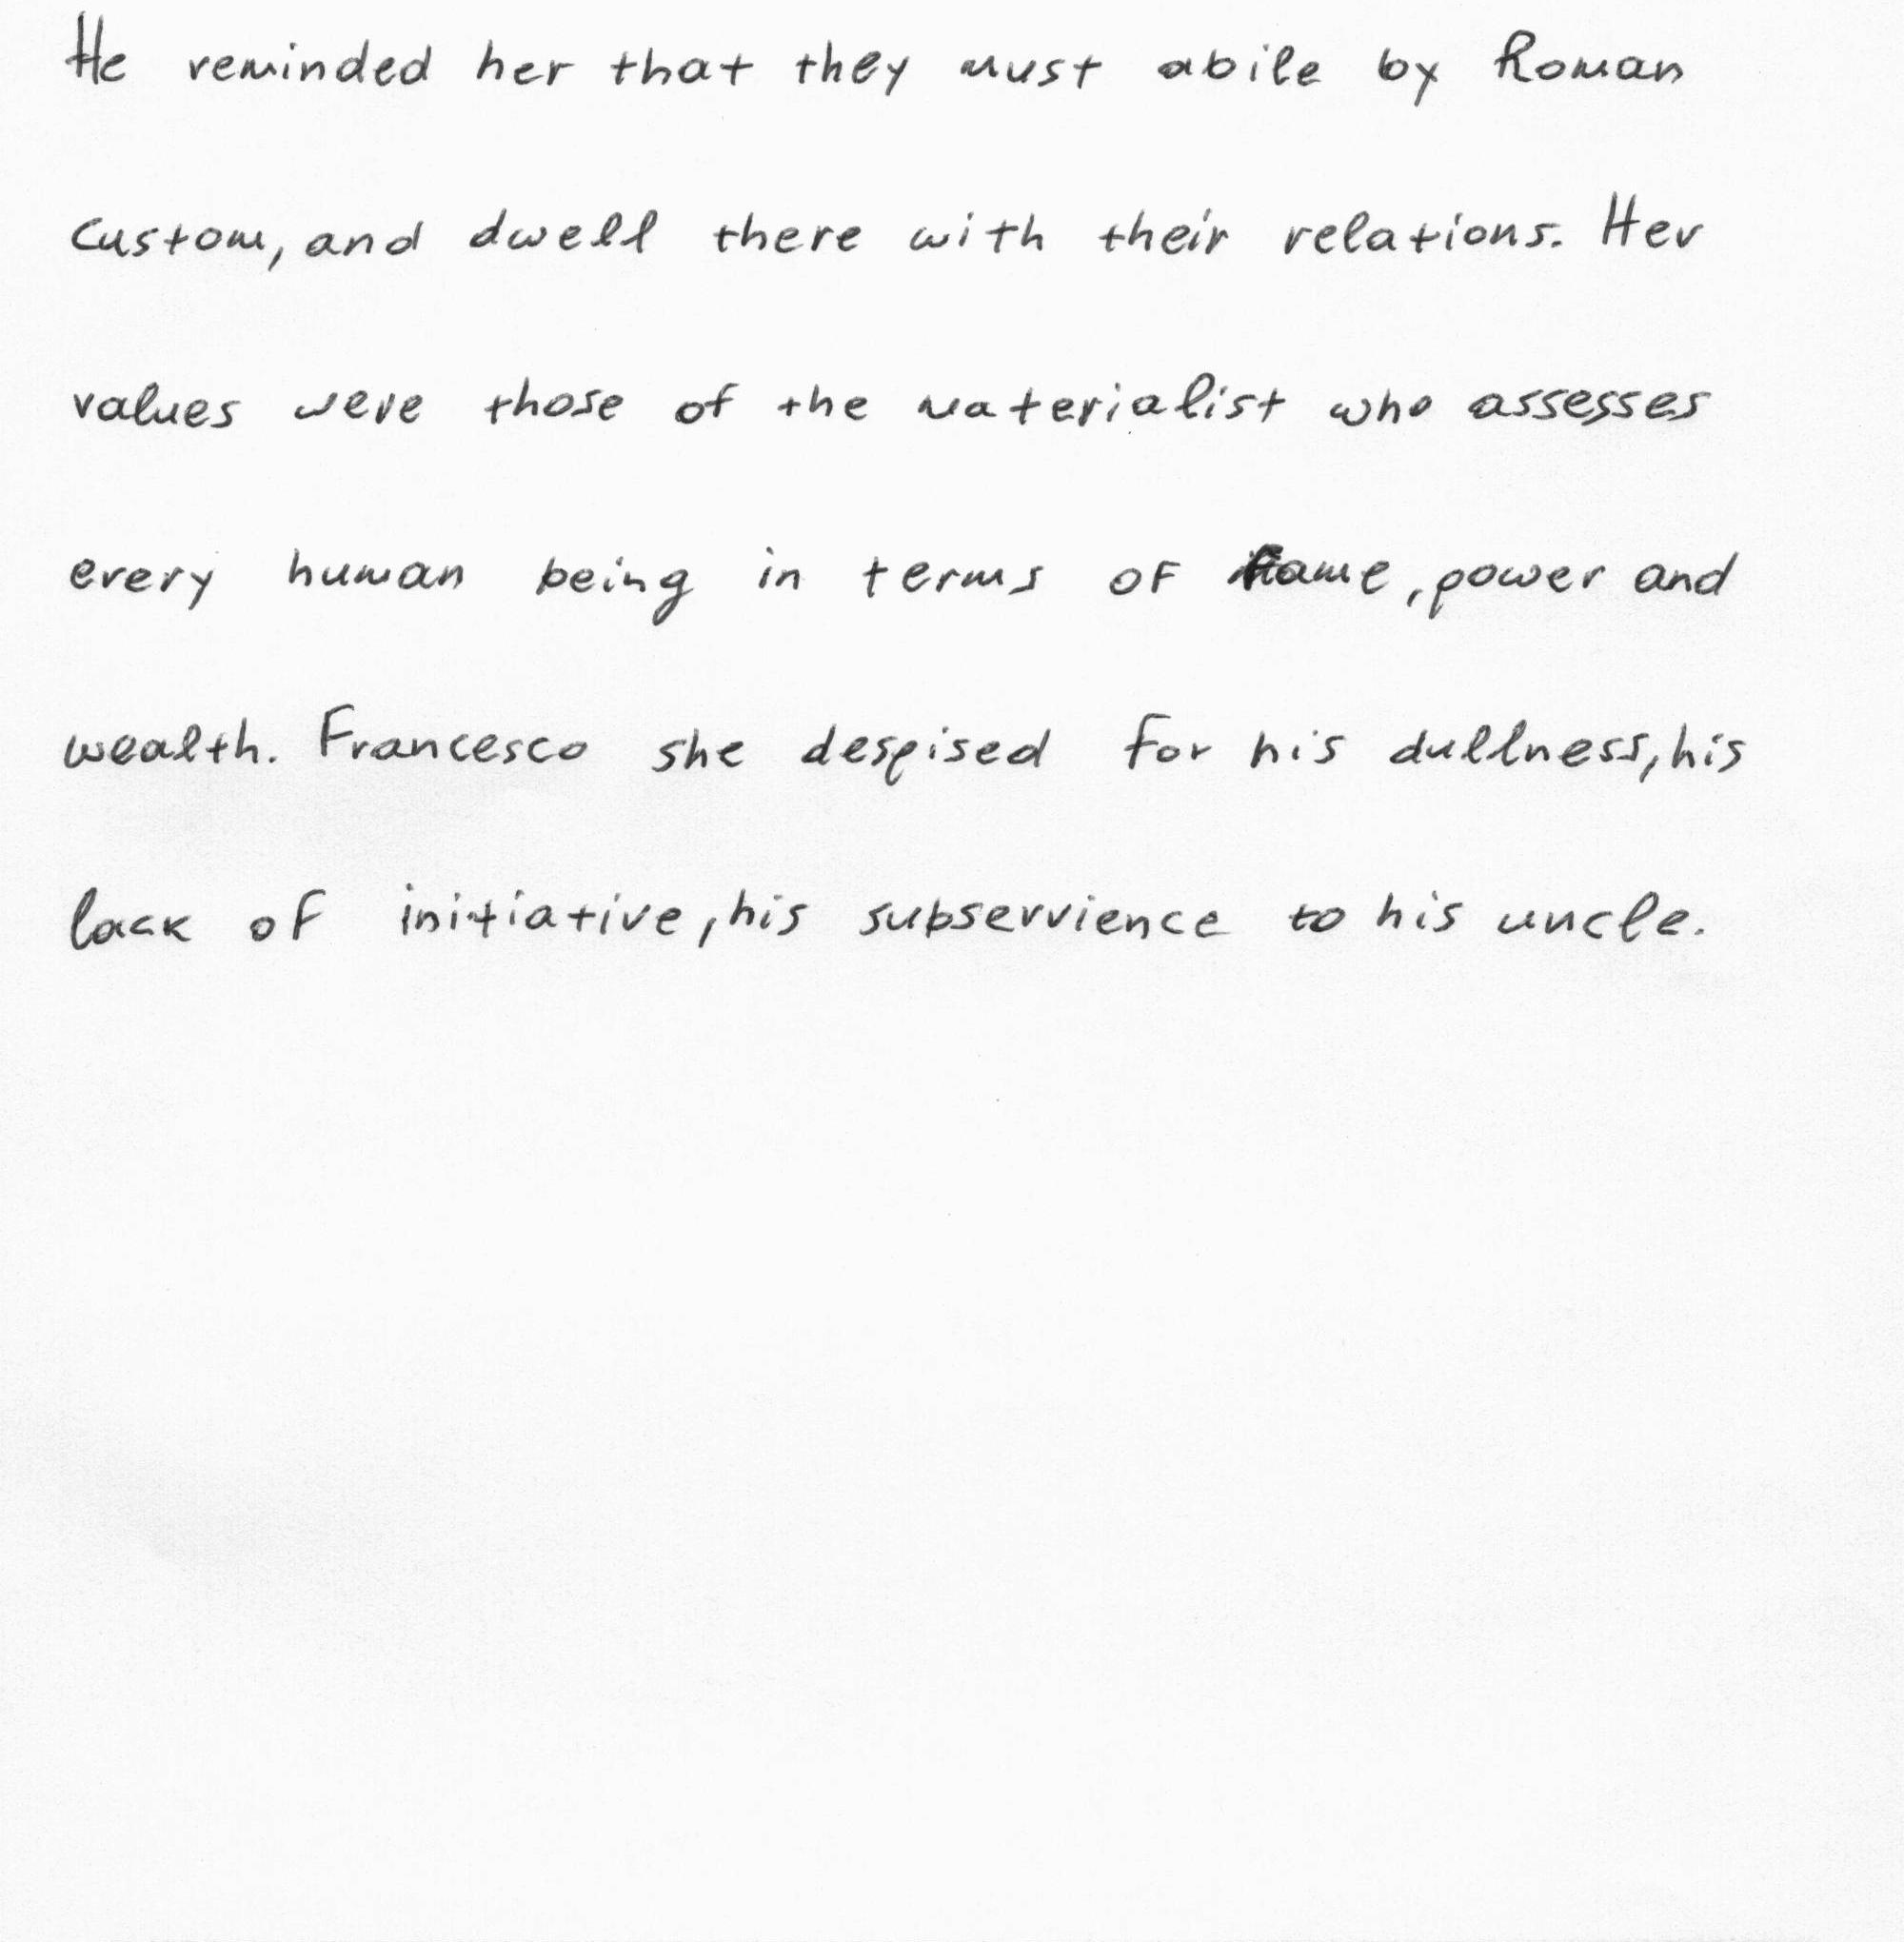 He reminded her that they must abile by Roman
custom, and dwell there with their relations. Her
values were those of the materialist who assesses
every human being in terms of fame, power and
wealth. Francesco she despised for his dullness, his
lack of initiative, his subservience to his uncle.